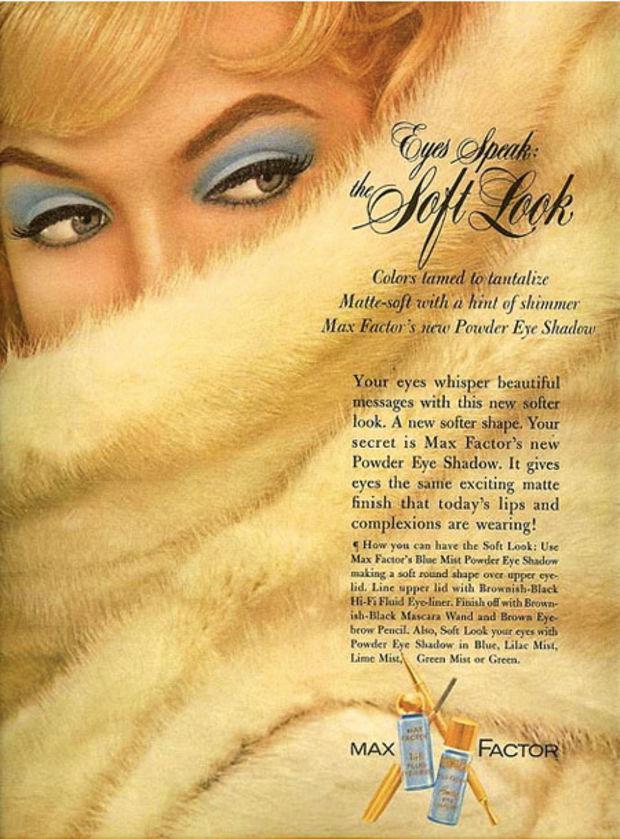 Eyes Speak:
the Soft Look
Colors tamed to tantalize
Matte-soft with a hint of shimmer
Max Factor's new Powder Eye Shadow
Your eyes whisper beautiful
messages with this new softer
look. A new softer shape. Your
secret is Max Factor's new
Powder Eye Shadow. It gives
eyes the same exciting matte
finish that today's lips and
complexions are wearing!
¶ How you can have the Soft Look: Use
Max Factor's Blue Mist Powder Eye Shadow
making a soft round shape over upper eye-
lid. Line upper lid with Brownish-Black
Hi-Fi Fluid Eye-liner. Finish off with Brown-
ish-Black Mascara Wand and Brown Eye-
brow Pencil. Also, Soft Look your eyes with
Powder Eye Shadow in Blue, Lilac Mist,
Lime Mist, Green Mist or Green.
MAX FACTOR
MAX
FACTOR